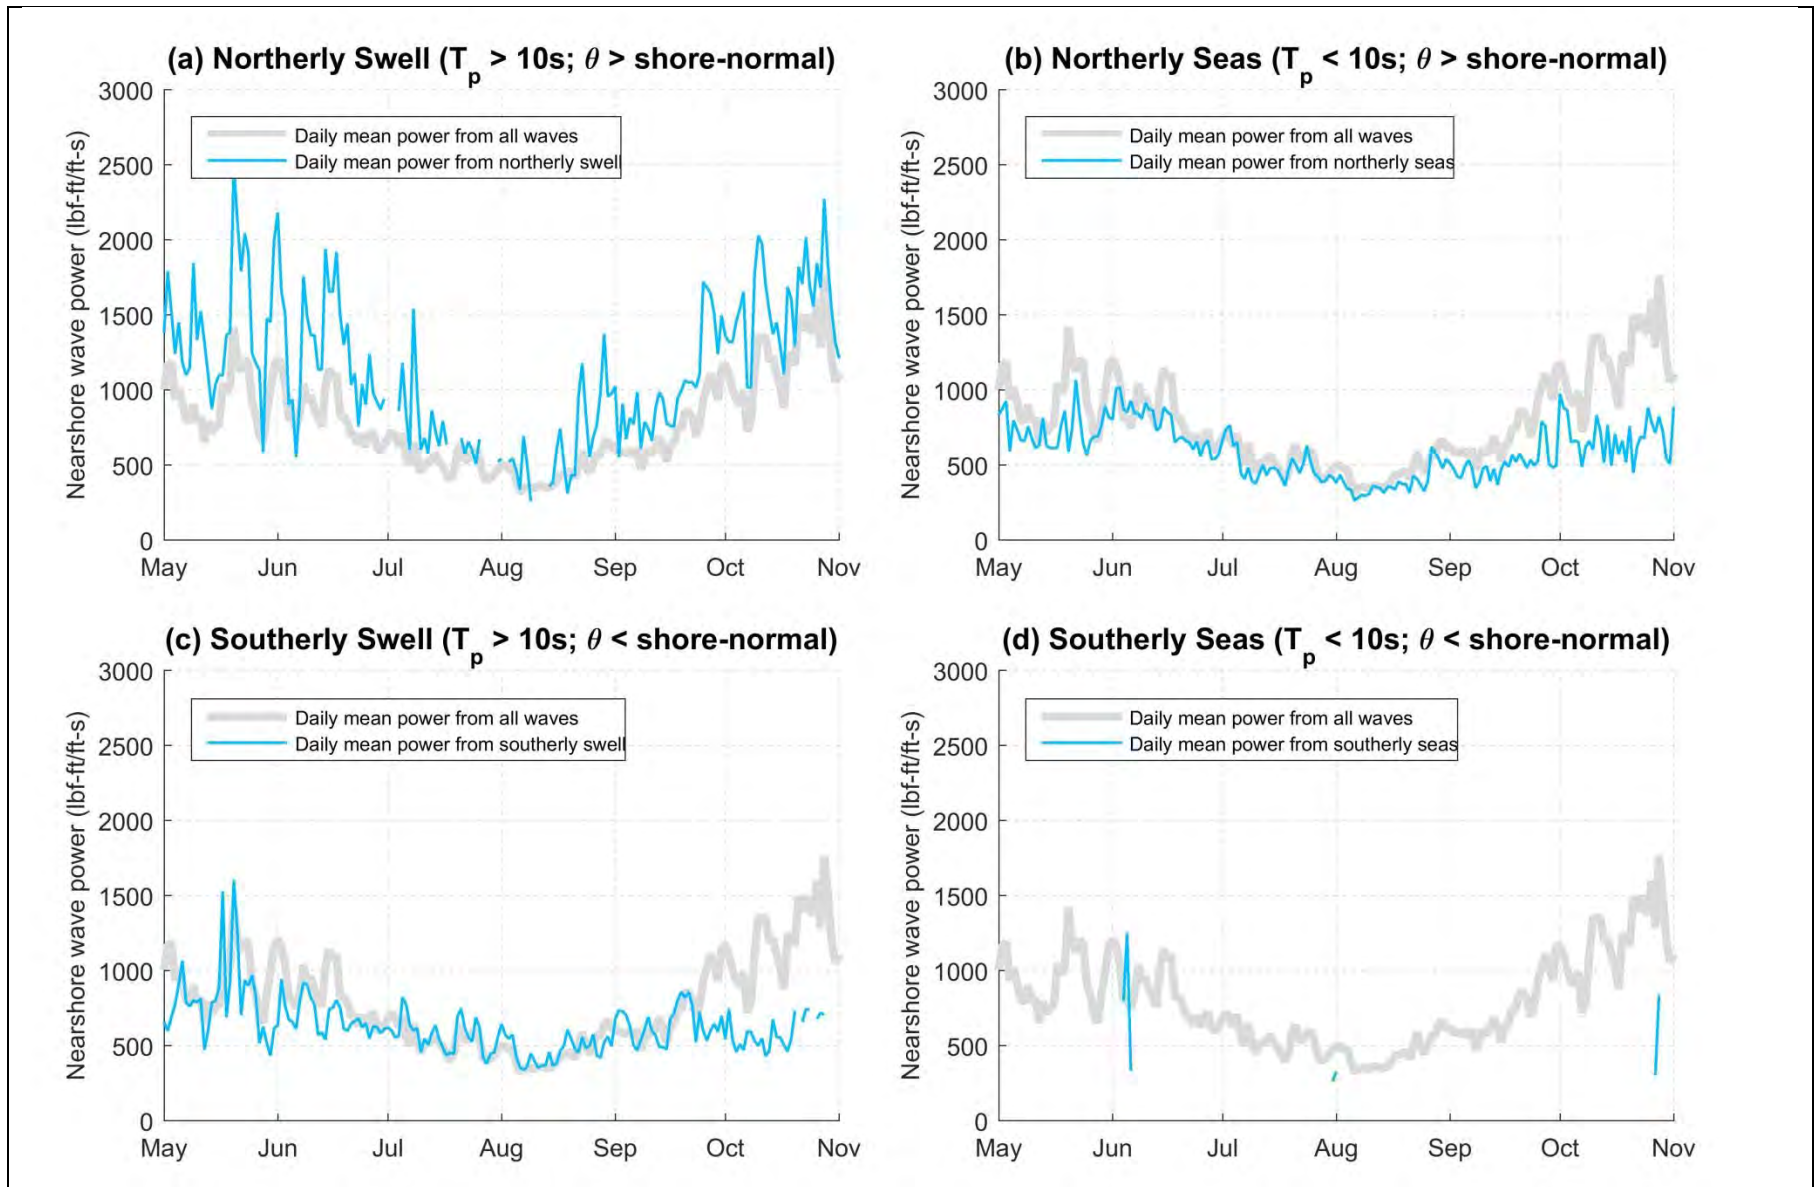 (a) Northerly Swell (Tp > 10s; θ > shore-normal)
Nearshore wave power (lbf-ft/ft-s)
3000
2500
2000
1500
1000
500
0
Daily mean power from all waves
Daily mean power from northerly swell
May Jun Jul Aug Sep Oct Nov
(b) Northerly Seas (Tp < 10s; θ > shore-normal)
Nearshore wave power (lbf-ft/ft-s)
3000
2500
2000
1500
1000
500
0
Daily mean power from all waves
Daily mean power from northerly seas
May Jun Jul Aug Sep Oct Nov
(c) Southerly Swell (Tp > 10s; θ < shore-normal)
Nearshore wave power (lbf-ft/ft-s)
3000
2500
2000
1500
1000
500
0
Daily mean power from all waves
Daily mean power from southerly swell
May Jun Jul Aug Sep Oct Nov
(d) Southerly Seas (Tp < 10s; θ < shore-normal)
Nearshore wave power (lbf-ft/ft-s)
3000
2500
2000
1500
1000
500
0
Daily mean power from all waves
Daily mean power from southerly seas
May Jun Jul Aug Sep Oct Nov